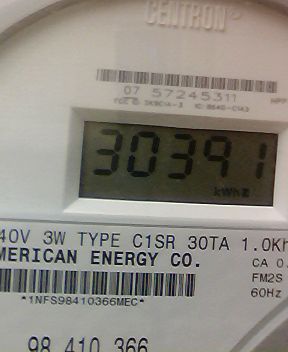 CENTRON
07 57245311
30391
kWh
40V 3W TYPE C1SR 30TA 1.0Kh
MERICAN ENERGY CO.
CA 0.
FM2S
60Hz
*1NFS98410366MEC*
98 410 366